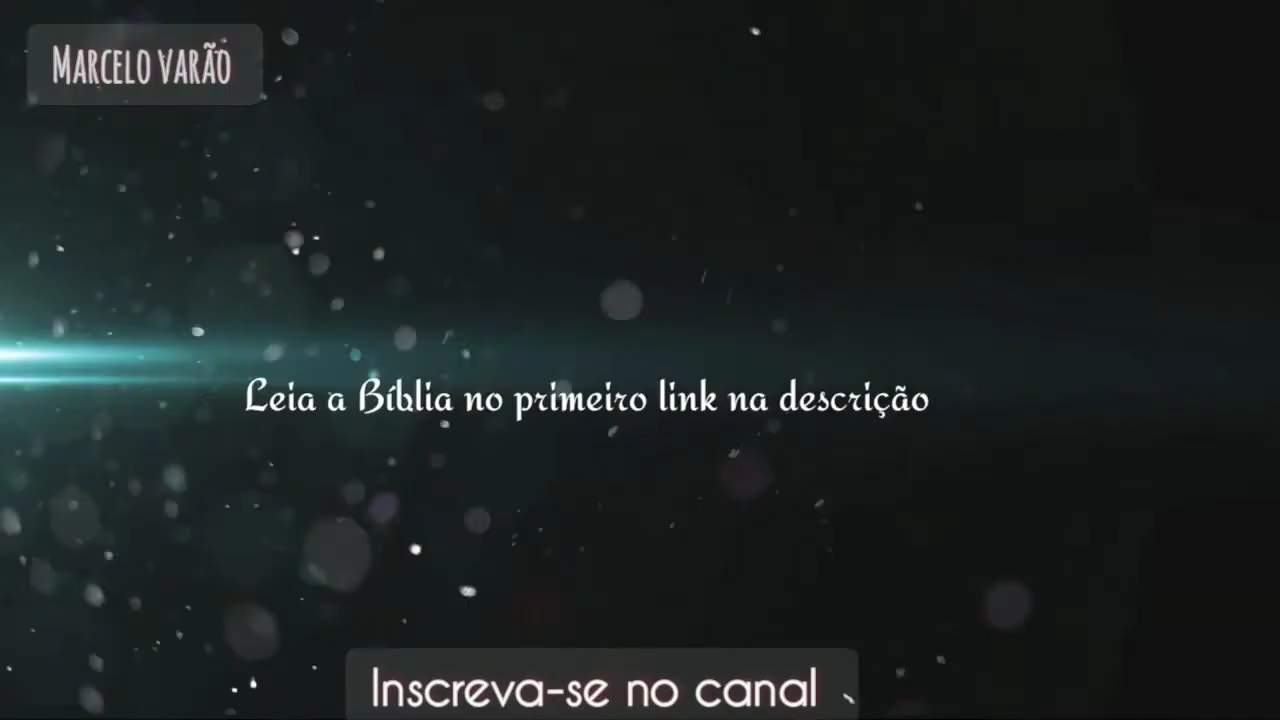 Marcelo varão
Leia a Bíblia no primeiro link na descrição
Inscreva-se no canal